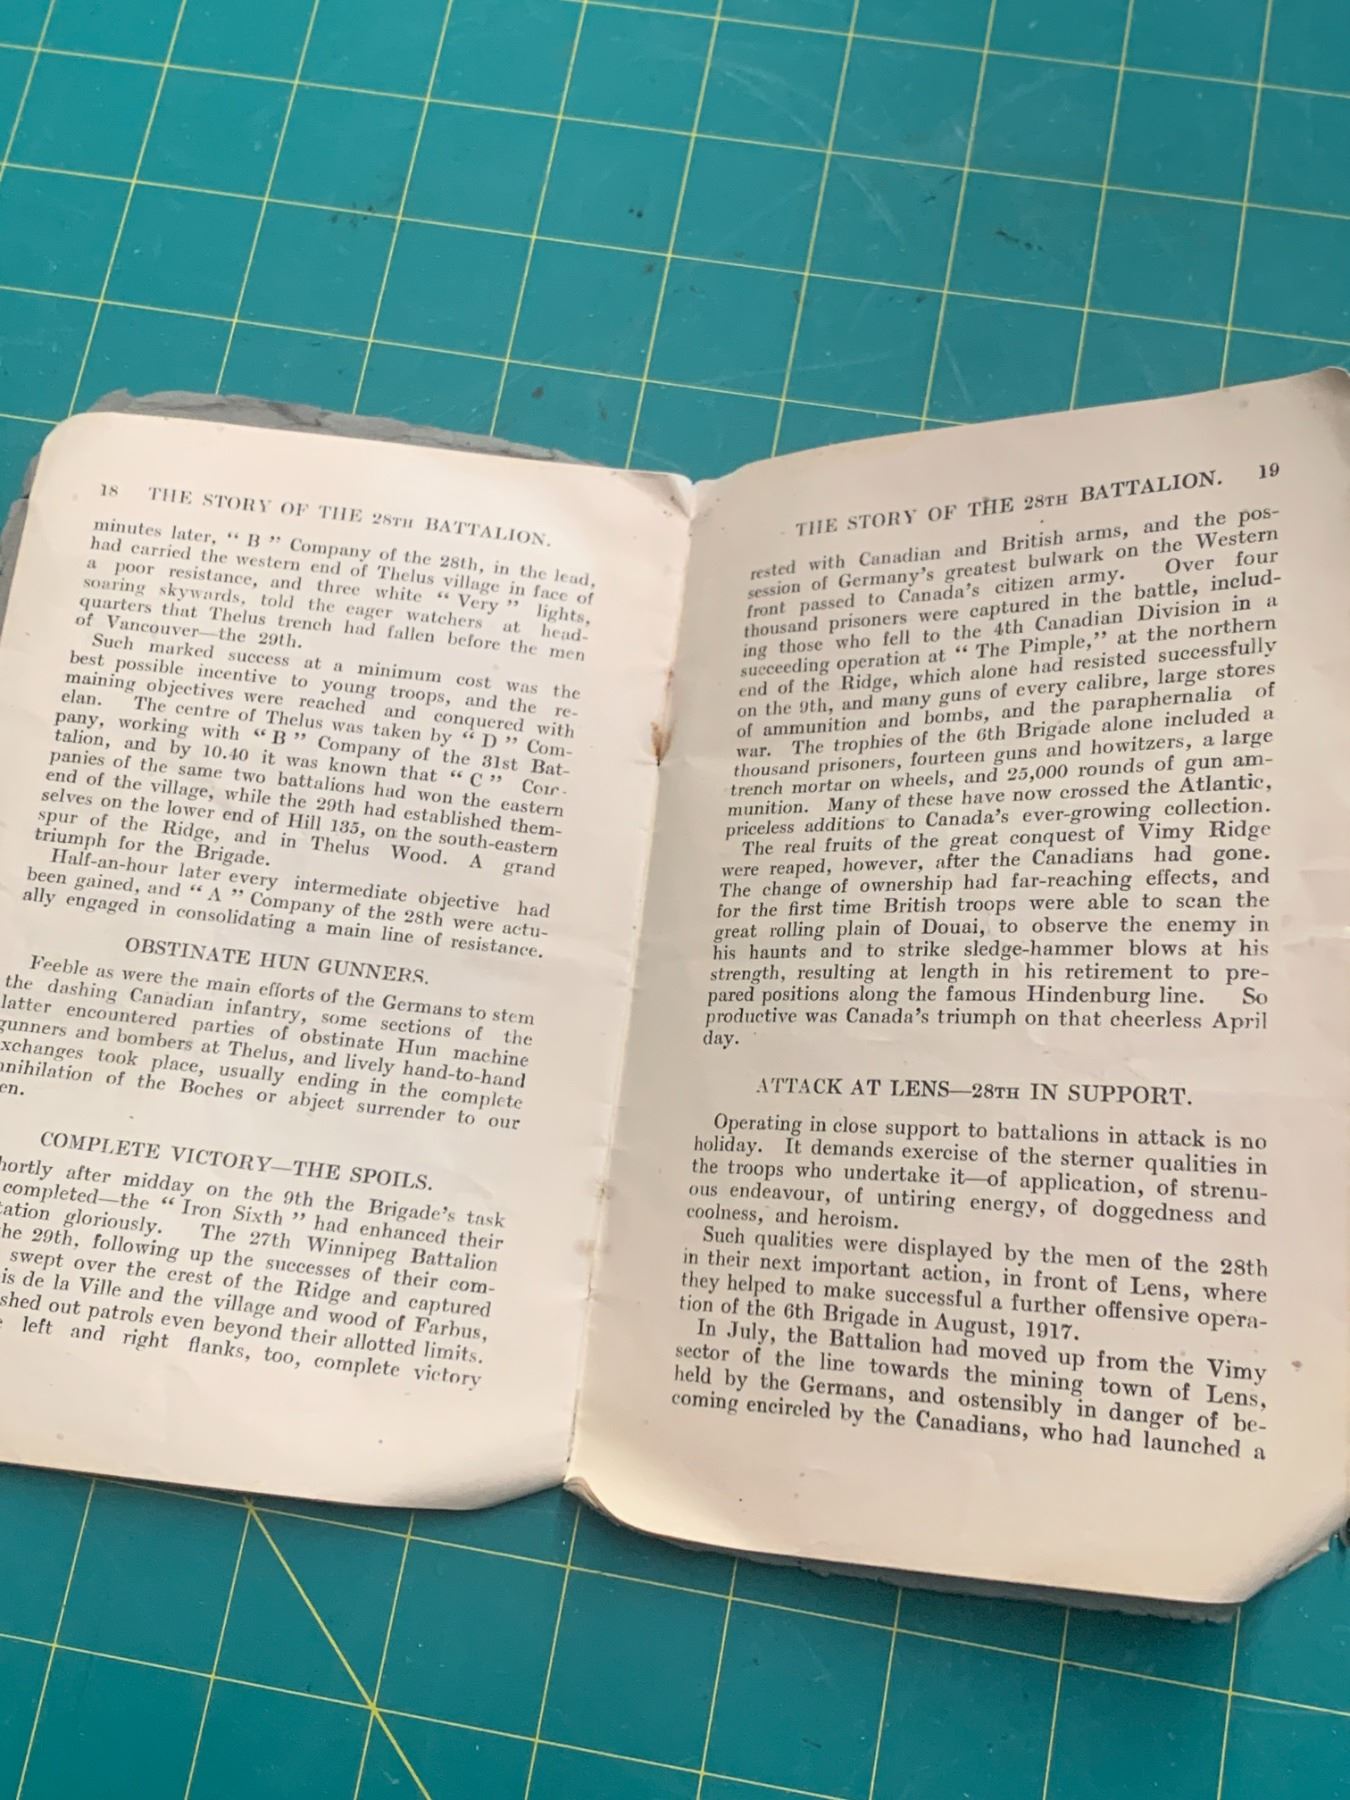 18 THE STORY OF THE 28TH BATTALION.
minutes later, “ B ” Company of the 28th, in the lead,
had carried the western end of Thelus village in face of
a poor resistance, and three white “ Very ” lights,
soaring skywards, told the eager watchers at head-
quarters that Thelus trench had fallen before the men
of Vancouver—the 29th.
Such marked success at a minimum cost was the
best possible incentive to young troops, and the re-
maining objectives were reached and conquered with
elan. The centre of Thelus was taken by “ D ” Com-
pany, working with “ B ” Company of the 31st Bat-
talion, and by 10.40 it was known that “ C ” Com-
panies of the same two battalions had won the eastern
end of the village, while the 29th had established them-
selves on the lower end of Hill 135, on the south-eastern
spur of the Ridge, and in Thelus Wood. A grand
triumph for the Brigade.
Half-an-hour later every intermediate objective had
been gained, and “ A ” Company of the 28th were actu-
ally engaged in consolidating a main line of resistance.
OBSTINATE HUN GUNNERS.
Feeble as were the main efforts of the Germans to stem
the dashing Canadian infantry, some sections of the
latter encountered parties of obstinate Hun machine
gunners and bombers at Thelus, and lively hand-to-hand
xchanges took place, usually ending in the complete
nnihilation of the Boches or abject surrender to our
en.
COMPLETE VICTORY—THE SPOILS.
hortly after midday on the 9th the Brigade’s task
completed—the “ Iron Sixth ” had enhanced their
tation gloriously. The 27th Winnipeg Battalion
he 29th, following up the successes of their com-
swept over the crest of the Ridge and captured
is de la Ville and the village and wood of Farbus,
shed out patrols even beyond their allotted limits.
left and right flanks, too, complete victory
THE STORY OF THE 28TH BATTALION. 19
rested with Canadian and British arms, and the pos-
session of Germany’s greatest bulwark on the Western
front passed to Canada’s citizen army. Over four
thousand prisoners were captured in the battle, includ-
ing those who fell to the 4th Canadian Division in a
succeeding operation at “ The Pimple,” at the northern
end of the Ridge, which alone had resisted successfully
on the 9th, and many guns of every calibre, large stores
of ammunition and bombs, and the paraphernalia of
war. The trophies of the 6th Brigade alone included a
thousand prisoners, fourteen guns and howitzers, a large
trench mortar on wheels, and 25,000 rounds of gun am-
munition. Many of these have now crossed the Atlantic,
priceless additions to Canada’s ever-growing collection.
The real fruits of the great conquest of Vimy Ridge
were reaped, however, after the Canadians had gone.
The change of ownership had far-reaching effects, and
for the first time British troops were able to scan the
great rolling plain of Douai, to observe the enemy in
his haunts and to strike sledge-hammer blows at his
strength, resulting at length in his retirement to pre-
pared positions along the famous Hindenburg line. So
productive was Canada’s triumph on that cheerless April
day.
ATTACK AT LENS—28TH IN SUPPORT.
Operating in close support to battalions in attack is no
holiday. It demands exercise of the sterner qualities in
the troops who undertake it—of application, of strenu-
ous endeavour, of untiring energy, of doggedness and
coolness, and heroism.
Such qualities were displayed by the men of the 28th
in their next important action, in front of Lens, where
they helped to make successful a further offensive opera-
tion of the 6th Brigade in August, 1917.
In July, the Battalion had moved up from the Vimy
sector of the line towards the mining town of Lens,
held by the Germans, and ostensibly in danger of be-
coming encircled by the Canadians, who had launched a